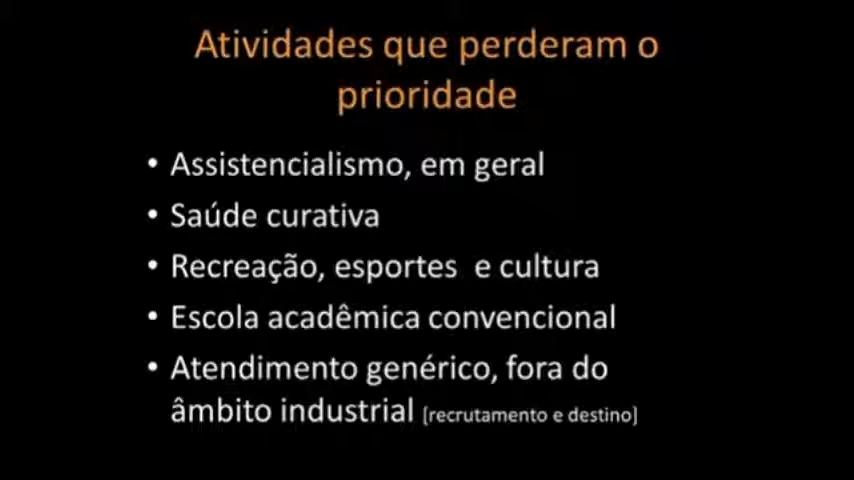 Atividades que perderam o
prioridade
• Assistencialismo, em geral
• Saúde curativa
• Recreação, esportes e cultura
• Escola acadêmica convencional
• Atendimento genérico, fora do
âmbito industrial [recrutamento e destino]